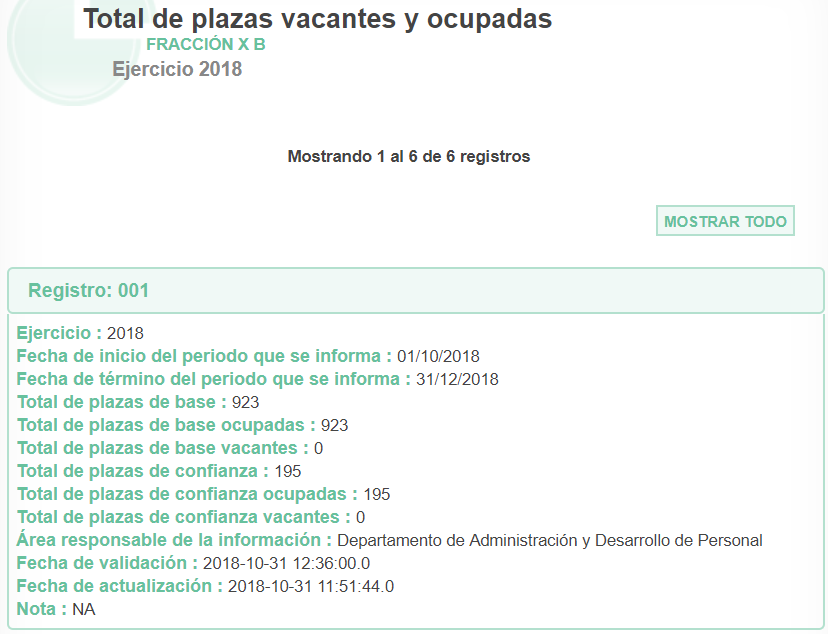 Total de plazas vacantes y ocupadas
FRACCIÓN X B
Ejercicio 2018
Mostrando 1 al 6 de 6 registros
MOSTRAR TODO
Registro: 001
Ejercicio : 2018
Fecha de inicio del periodo que se informa : 01/10/2018
Fecha de término del periodo que se informa : 31/12/2018
Total de plazas de base : 923
Total de plazas de base ocupadas : 923
Total de plazas de base vacantes : 0
Total de plazas de confianza : 195
Total de plazas de confianza ocupadas : 195
Total de plazas de confianza vacantes : 0
Área responsable de la información : Departamento de Administración y Desarrollo de Personal
Fecha de validación : 2018-10-31 12:36:00.0
Fecha de actualización : 2018-10-31 11:51:44.0
Nota : NA